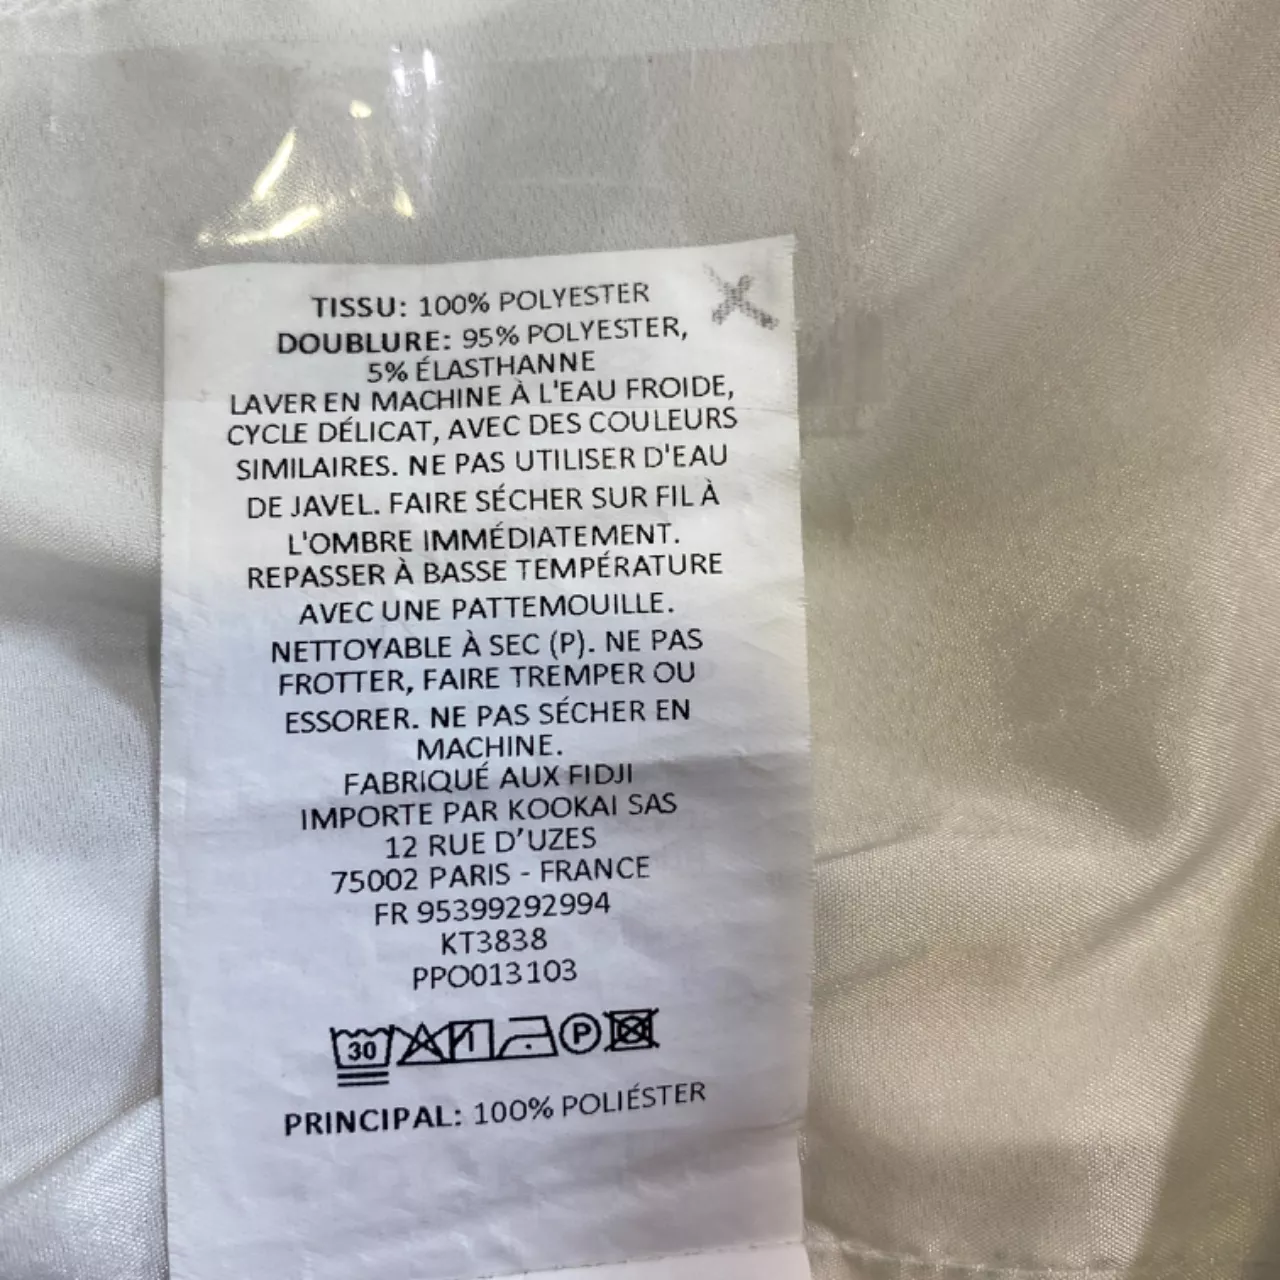 TISSU: 100% POLYESTER
DOUBLURE: 95% POLYESTER,
5% ÉLASTHANNE
LAVER EN MACHINE À L'EAU FROIDE,
CYCLE DÉLICAT, AVEC DES COULEURS
SIMILAIRES. NE PAS UTILISER D'EAU
DE JAVEL. FAIRE SÉCHER SUR FIL À
L'OMBRE IMMÉDIATEMENT.
REPASSER À BASSE TEMPÉRATURE
AVEC UNE PATTEMOUILLE.
NETTOYABLE À SEC (P). NE PAS
FROTTER, FAIRE TREMPER OU
ESSORER. NE PAS SÉCHER EN
MACHINE.
FABRIQUÉ AUX FIDJI
IMPORTE PAR KOOKAI SAS
12 RUE D’UZES
75002 PARIS - FRANCE
FR 95399292994
KT3838
PPO013103
30 P
PRINCIPAL: 100% POLIÉSTER